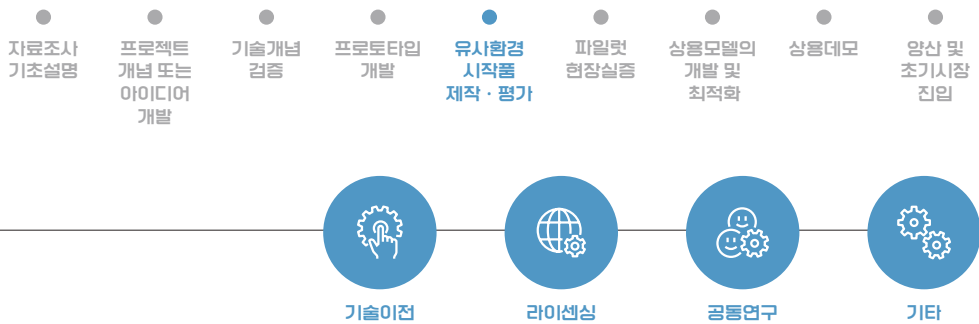 자료조사
기초설명
프로젝트
개념 또는
아이디어
개발
기술개념
검증
프로토타입
개발
유사환경
시작품
제작 · 평가
파일럿
현장실증
상용모델의
개발 및
최적화
상용데모
양산 및
초기시장
진입
기술이전
라이센싱
공동연구
기타